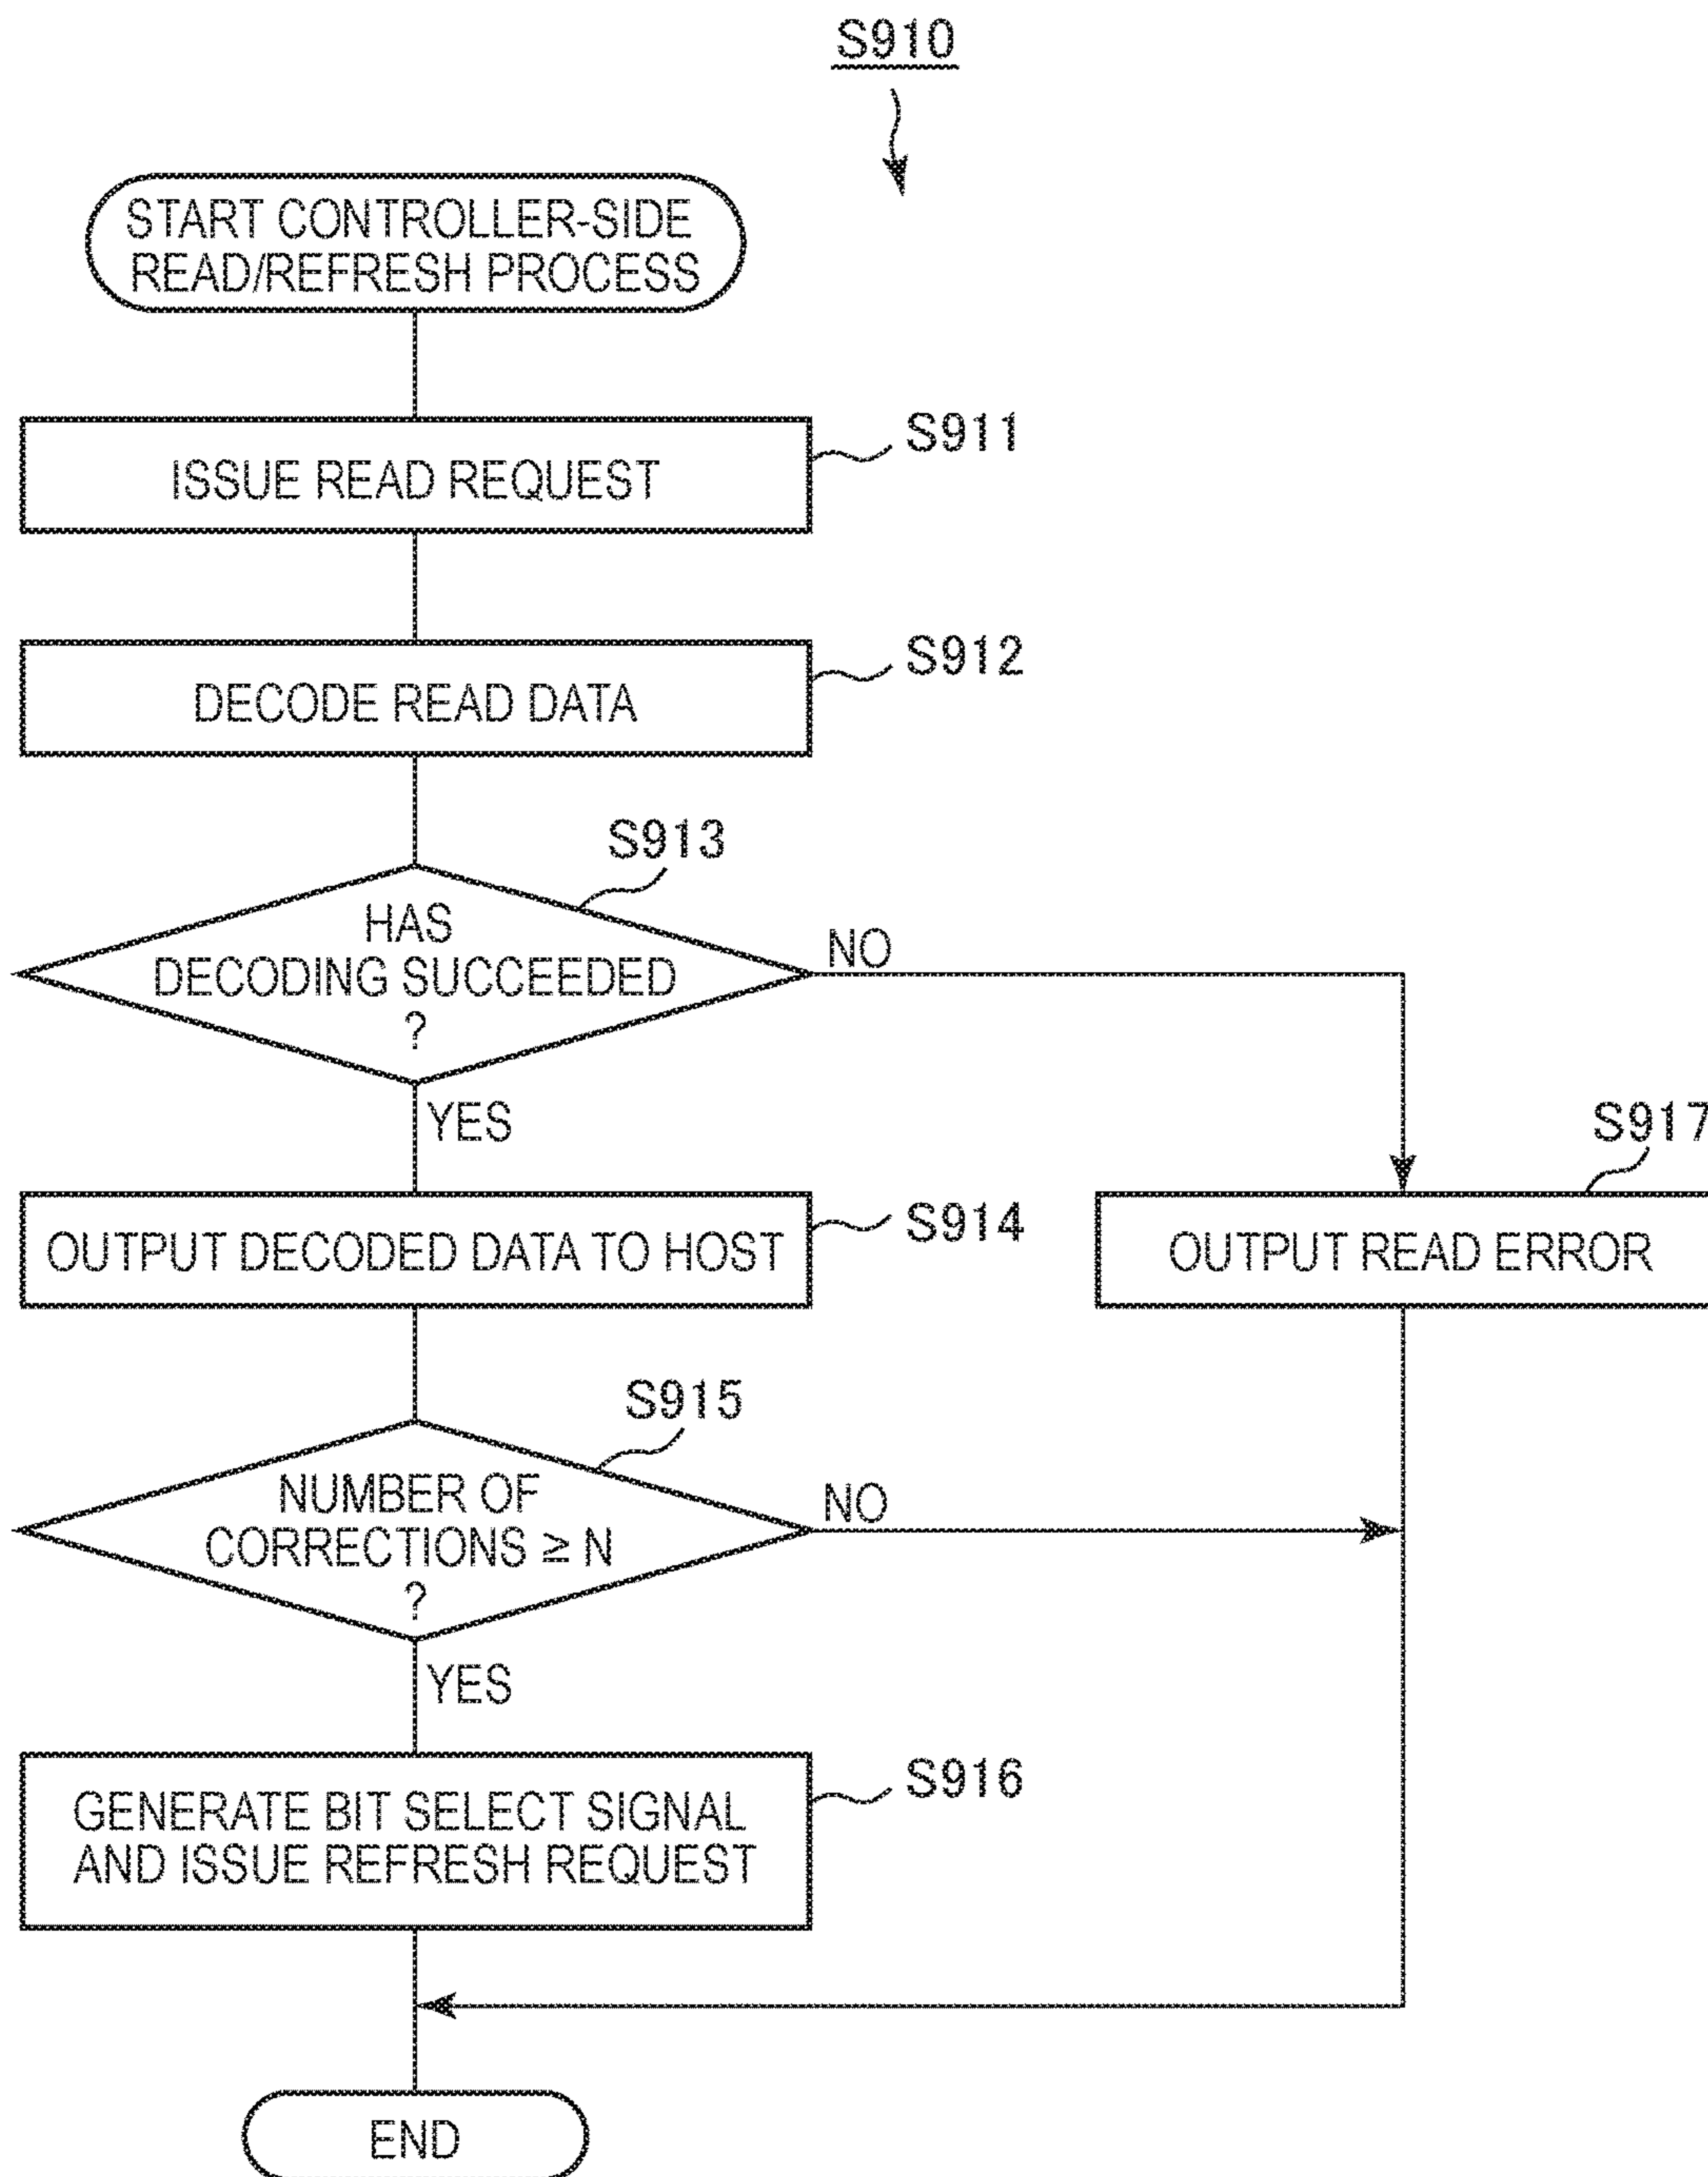 S910
START CONTROLLER-SIDE
READ/REFRESH PROCESS
S911
ISSUE READ REQUEST
S912
DECODE READ DATA
S913
HAS
DECODING SUCCEEDED
?
NO
YES
S917
S914
OUTPUT DECODED DATA TO HOST
OUTPUT READ ERROR
S915
NUMBER OF
CORRECTIONS ≥ N
?
NO
YES
S916
GENERATE BIT SELECT SIGNAL
AND ISSUE REFRESH REQUEST
END